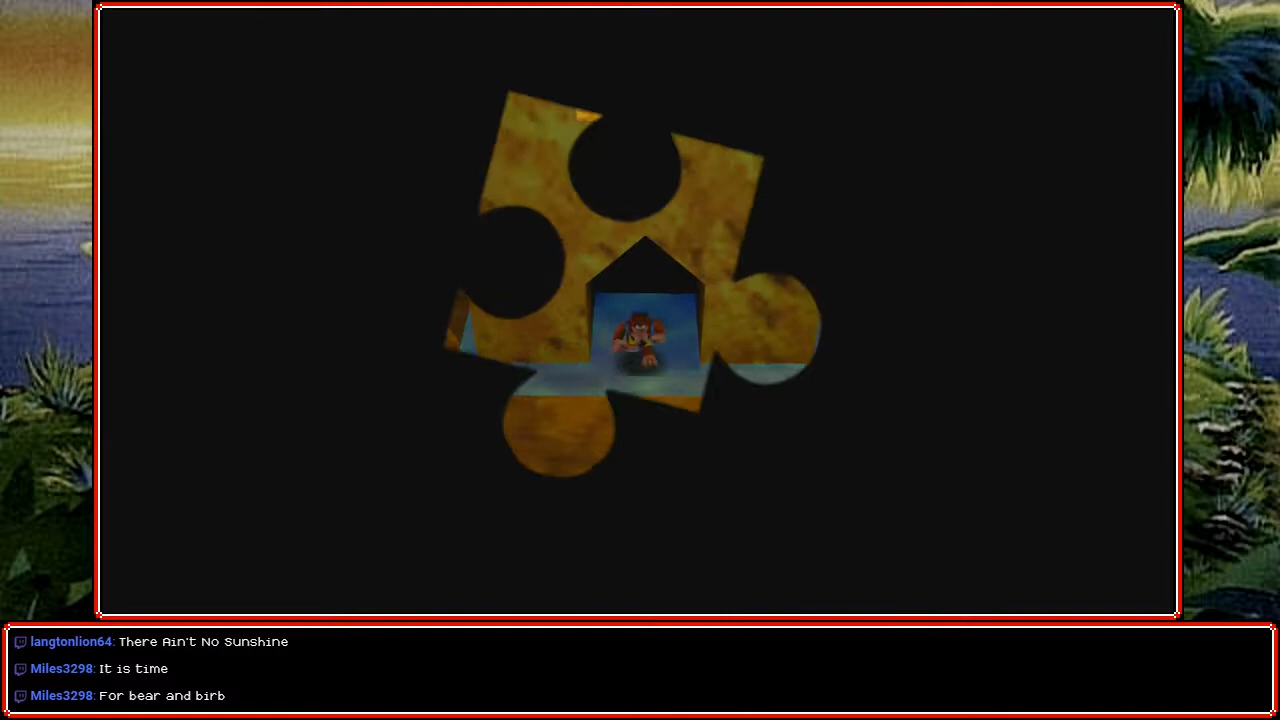 langtonlion64: There Ain't No Sunshine
Miles3298: It is time
Miles3298: For bear and birb